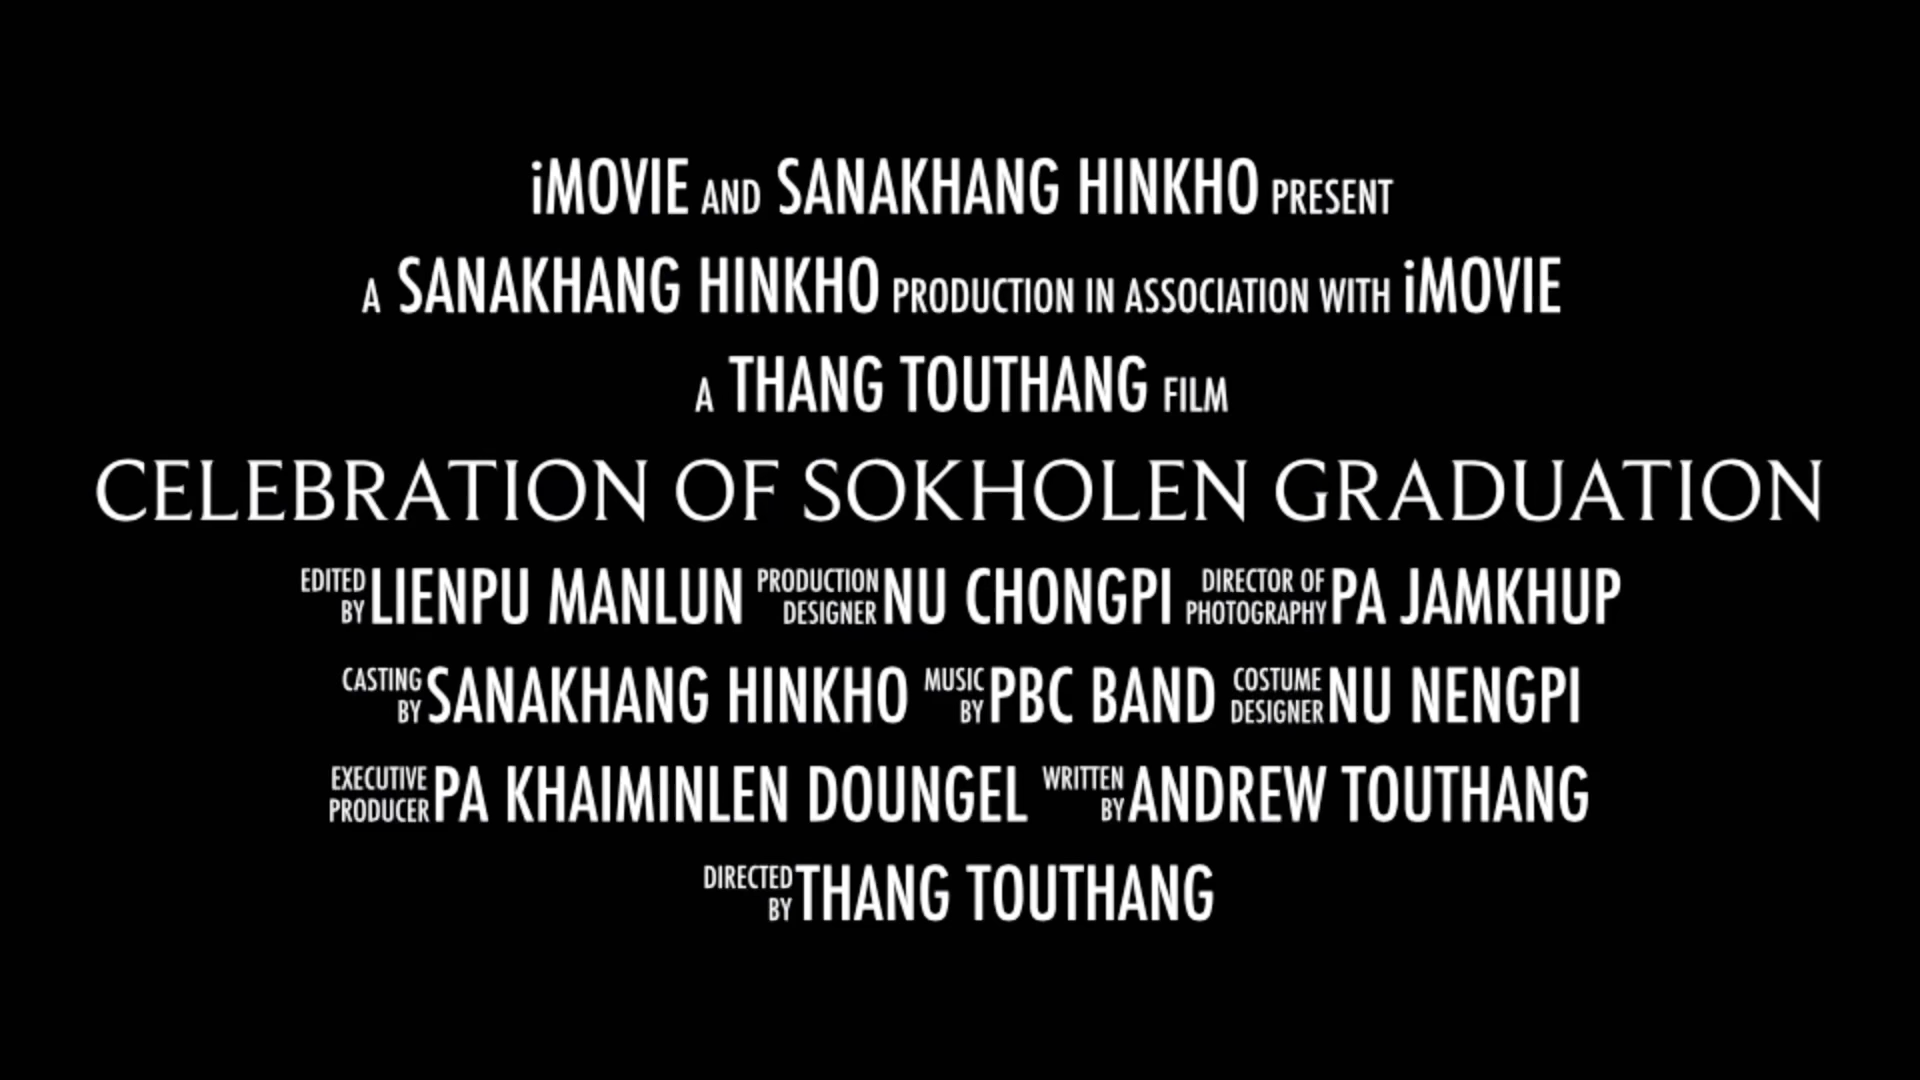 iMOVIE AND SANAKHANG HINKHO PRESENT
A SANAKHANG HINKHO PRODUCTION IN ASSOCIATION WITH iMOVIE
A THANG TOUTHANG FILM
CELEBRATION OF SOKHOLEN GRADUATION
EDITED BY LIENPU MANLUN PRODUCTION DESIGNER NU CHONGPI DIRECTOR OF PHOTOGRAPHY PA JAMKHUP
CASTING BY SANAKHANG HINKHO MUSIC BY PBC BAND COSTUME DESIGNER NU NENGPI
EXECUTIVE PRODUCER PA KHAIMINLEN DOUNGEL WRITTEN BY ANDREW TOUTHANG
DIRECTED BY THANG TOUTHANG